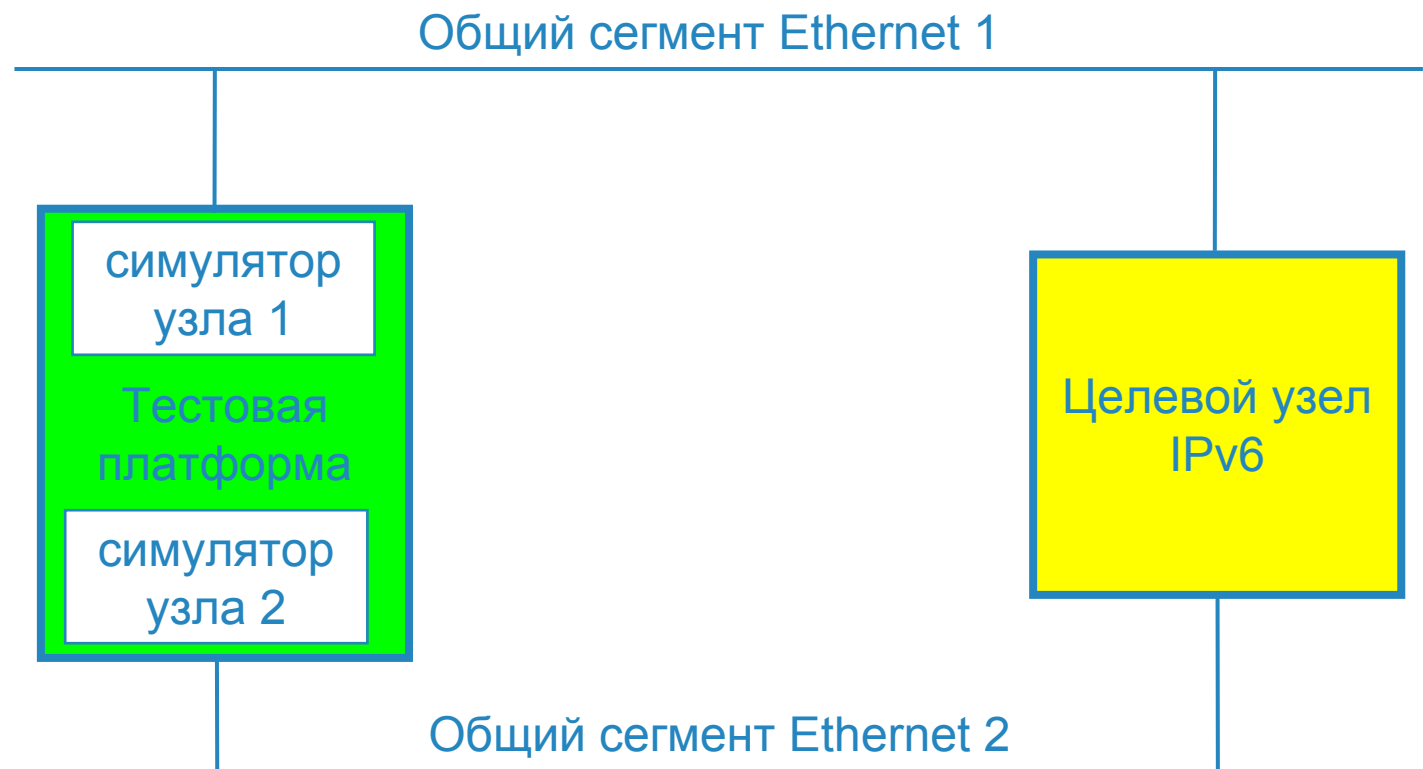 Общий сегмент Ethernet 1
симулятор
узла 1
Тестовая
платформа
симулятор
узла 2
Целевой узел
IPv6
Общий сегмент Ethernet 2